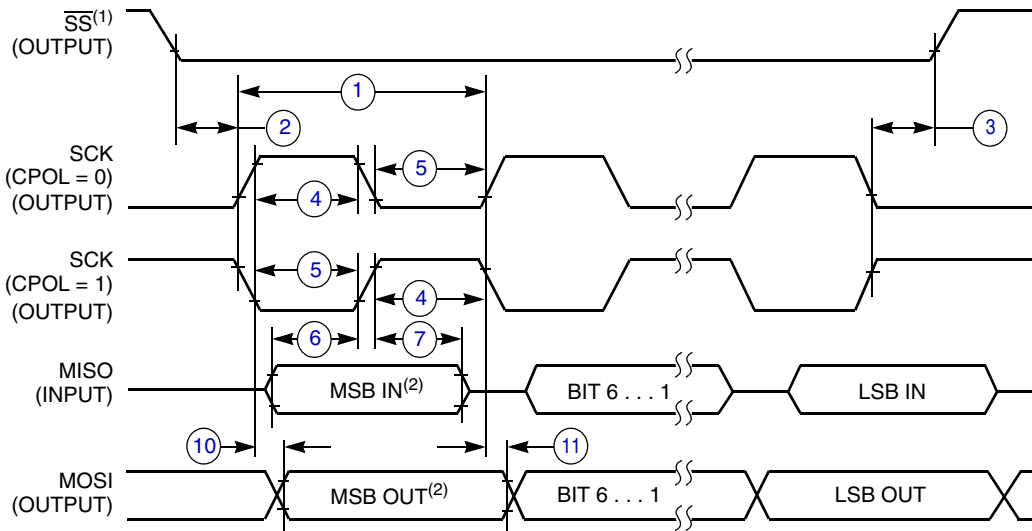 SS(1)
(OUTPUT)
1
2
3
SCK
(CPOL = 0)
(OUTPUT)
5
4
SCK
(CPOL = 1)
(OUTPUT)
5
4
6
7
MISO
(INPUT)
MSB IN(2)
BIT 6 . . . 1
LSB IN
10
11
MOSI
(OUTPUT)
MSB OUT(2)
BIT 6 . . . 1
LSB OUT